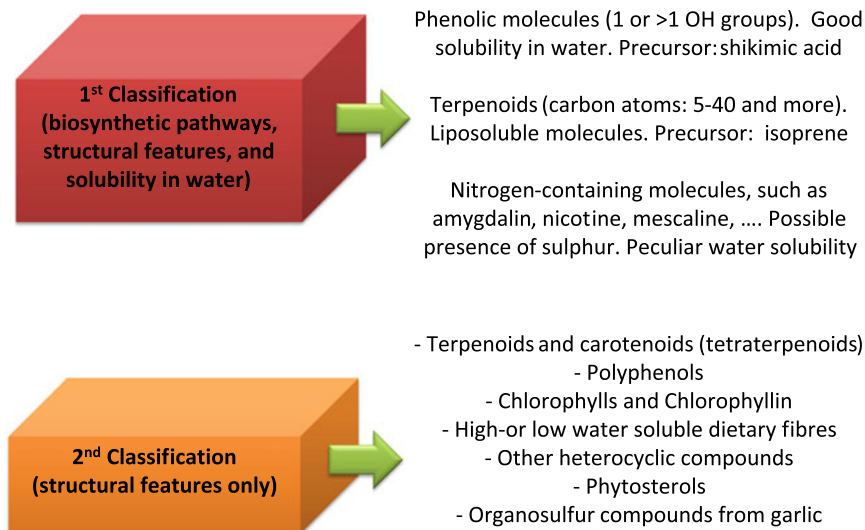 1st Classification
(biosynthetic pathways,
structural features, and
solubility in water)
Phenolic molecules (1 or >1 OH groups). Good
solubility in water. Precursor: shikimic acid
Terpenoids (carbon atoms: 5-40 and more).
Liposoluble molecules. Precursor: isoprene
Nitrogen-containing molecules, such as
amygdalin, nicotine, mescaline, .... Possible
presence of sulphur. Peculiar water solubility
2nd Classification
(structural features only)
- Terpenoids and carotenoids (tetraterpenoids)
- Polyphenols
- Chlorophylls and Chlorophyllin
- High-or low water soluble dietary fibres
- Other heterocyclic compounds
- Phytosterols
- Organosulfur compounds from garlic